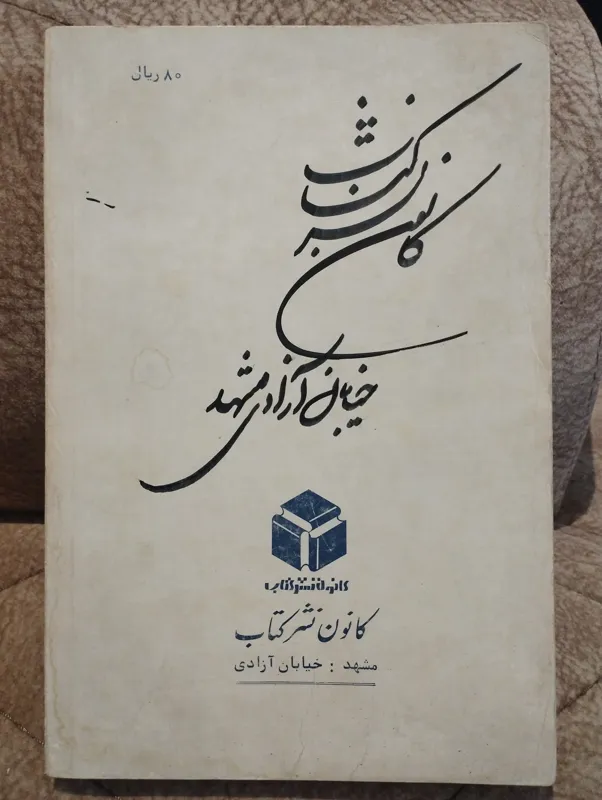 ۸۰ ریال
کانون نشر کتاب
خیابان آزادی مشهد
کانون نشر کتاب
کانون نشر کتاب
مشهد : خیابان آزادی